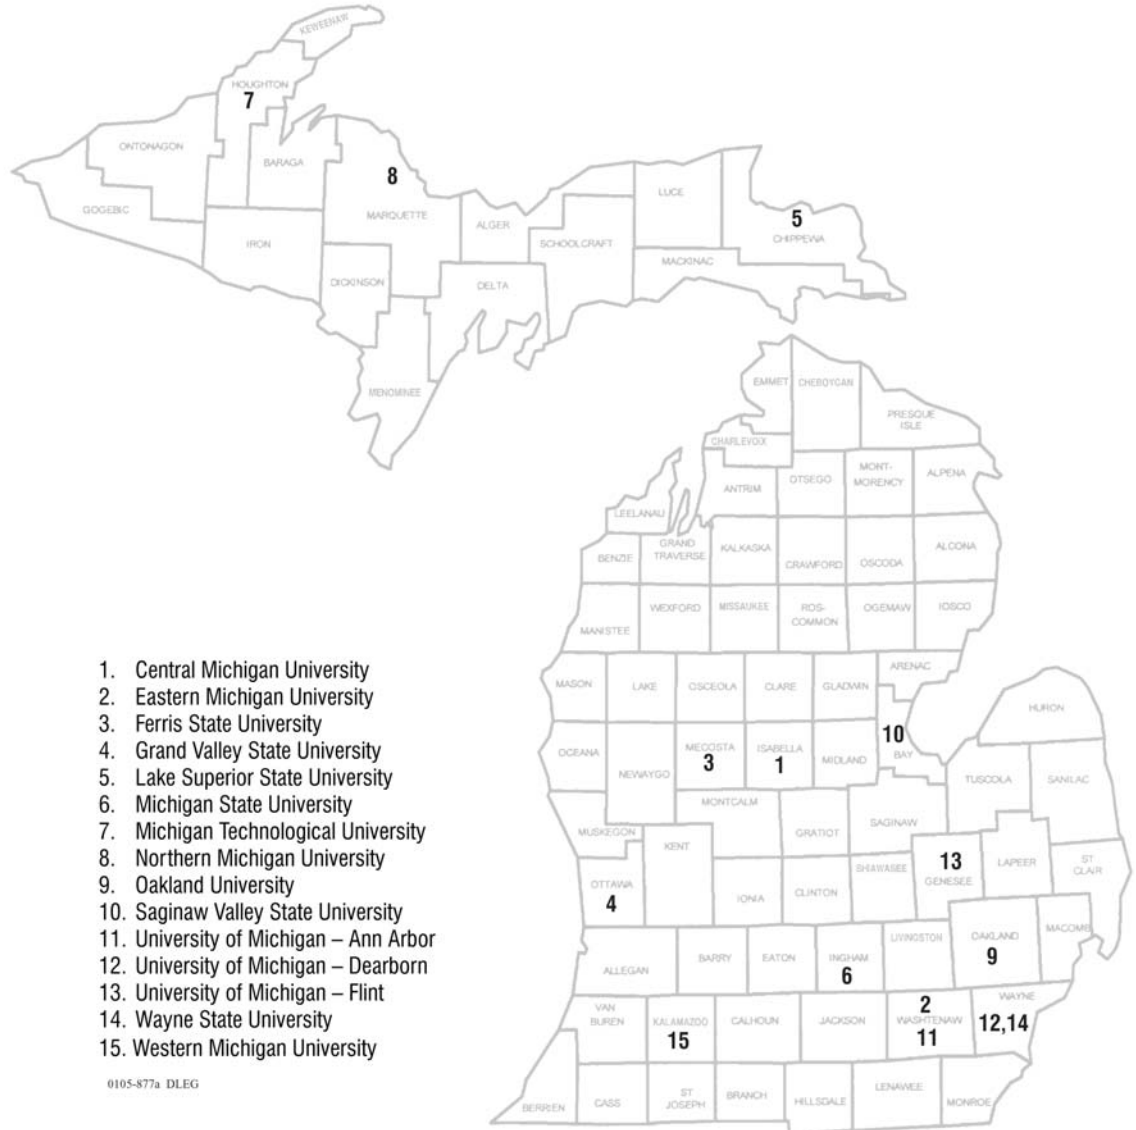 KEWEENAW
HOUGHTON
7
ONTONAGON
BARAGA
8
GOGEBIC
MARQUETTE
LUCE
5
ALGER
CHIPPEWA
IRON
SCHOOLCRAFT
MACKINAC
DICKINSON
DELTA
MENOMINEE
EMMET
CHEBOYGAN
PRESQUE
ISLE
CHARLEVOIX
ANTRIM
OTSEGO
MONT-
MORENCY
ALPENA
LEELANAU
BENZIE
GRAND
TRAVERSE
KALKASKA
CRAWFORD
OSCODA
ALCONA
MANISTEE
WEXFORD
MISSAUKEE
ROS-
COMMON
OGEMAW
IOSCO
ARENAC
MASON
LAKE
OSCEOLA
CLARE
GLADWIN
HURON
OCEANA
NEWAYGO
MECOSTA
3
ISABELLA
1
MIDLAND
10
BAY
TUSCOLA
SANILAC
MUSKEGON
MONTCALM
GRATIOT
SAGINAW
KENT
OTTAWA
4
IONIA
CLINTON
SHIAWASEE
13
GENESEE
LAPEER
ST
CLAIR
ALLEGAN
BARRY
EATON
INGHAM
6
LIVINGSTON
OAKLAND
9
MACOMB
VAN
BUREN
KALAMAZOO
15
CALHOUN
JACKSON
2
WASHTENAW
11
WAYNE
12,14
BERRIEN
CASS
ST
JOSEPH
BRANCH
HILLSDALE
LENAWEE
MONROE
1. Central Michigan University
2. Eastern Michigan University
3. Ferris State University
4. Grand Valley State University
5. Lake Superior State University
6. Michigan State University
7. Michigan Technological University
8. Northern Michigan University
9. Oakland University
10. Saginaw Valley State University
11. University of Michigan – Ann Arbor
12. University of Michigan – Dearborn
13. University of Michigan – Flint
14. Wayne State University
15. Western Michigan University
0105-877a DLEG